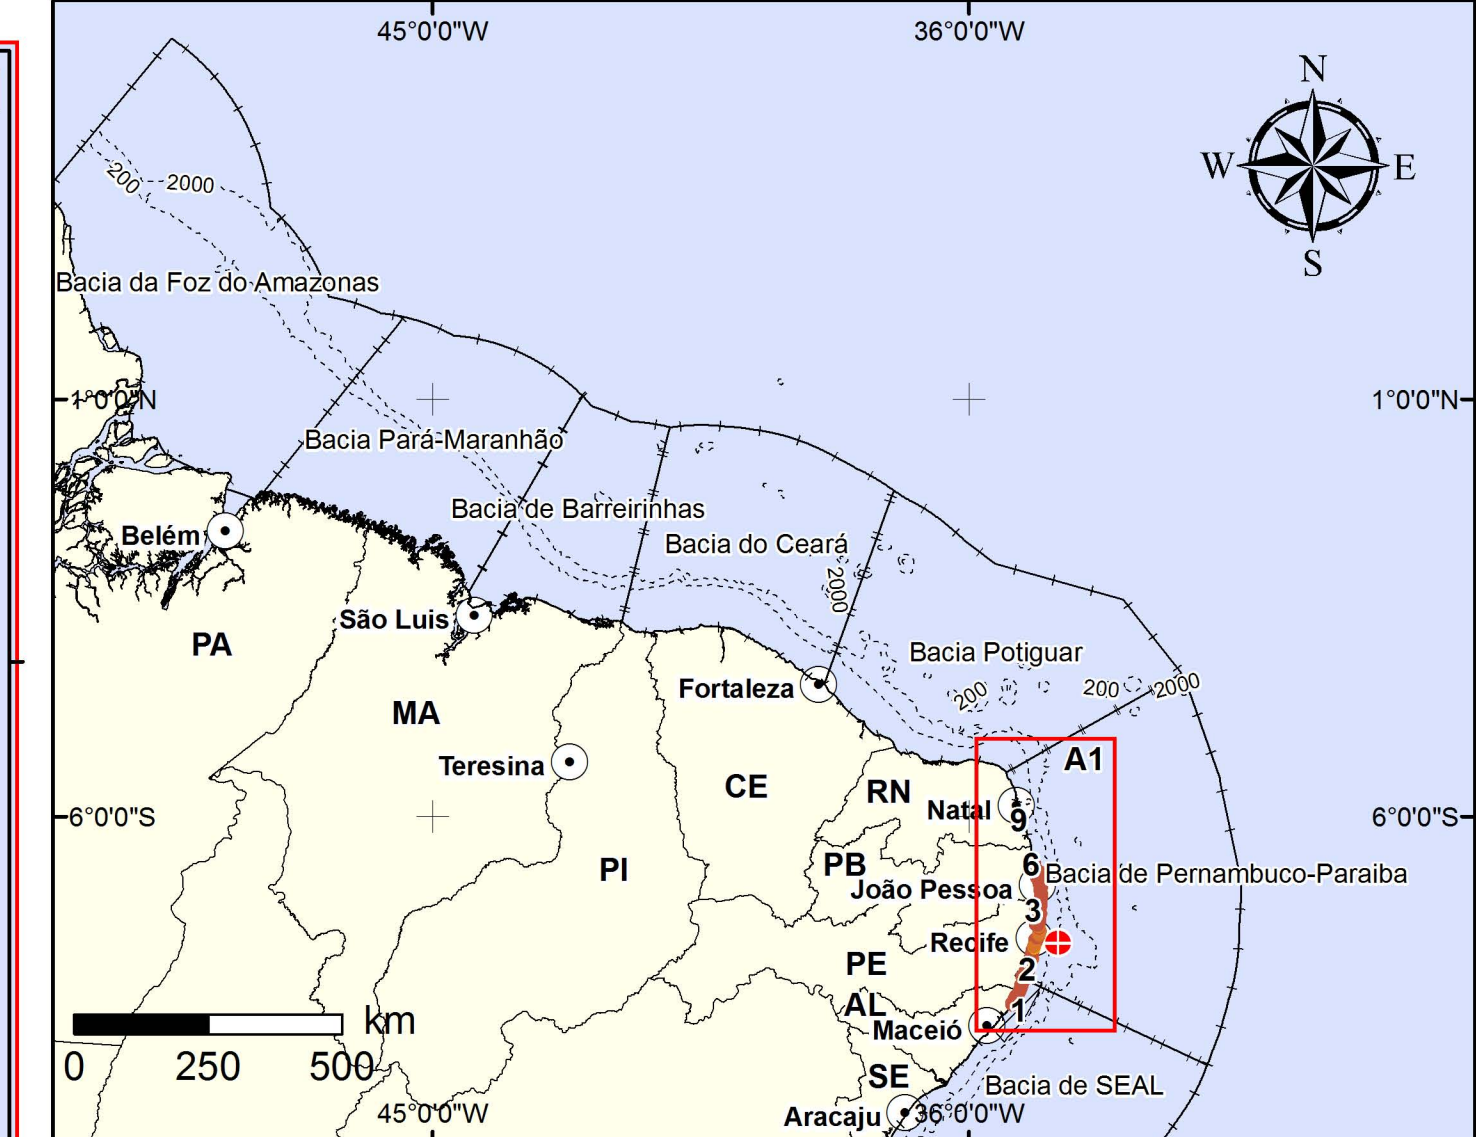 45°0'0"W 36°0'0"W
N
W E
S
200 2000
Bacia da Foz do Amazonas
1°0'0"N 1°0'0"N
Bacia Pará-Maranhão
Bacia de Barreirinhas
Belém
Bacia do Ceará
2000
São Luis
PA
Bacia Potiguar
Fortaleza
200 200 2000
MA
A1
Teresina
CE
RN
Natal
6°0'0"S 9 6°0'0"S
PB 6
PI
Bacia de Pernambuco-Paraiba
João Pessoa
3
Recife
PE 2
AL 1
km
Maceió
0 250 500
SE
Bacia de SEAL
45°0'0"W 36°0'0"W
Aracaju